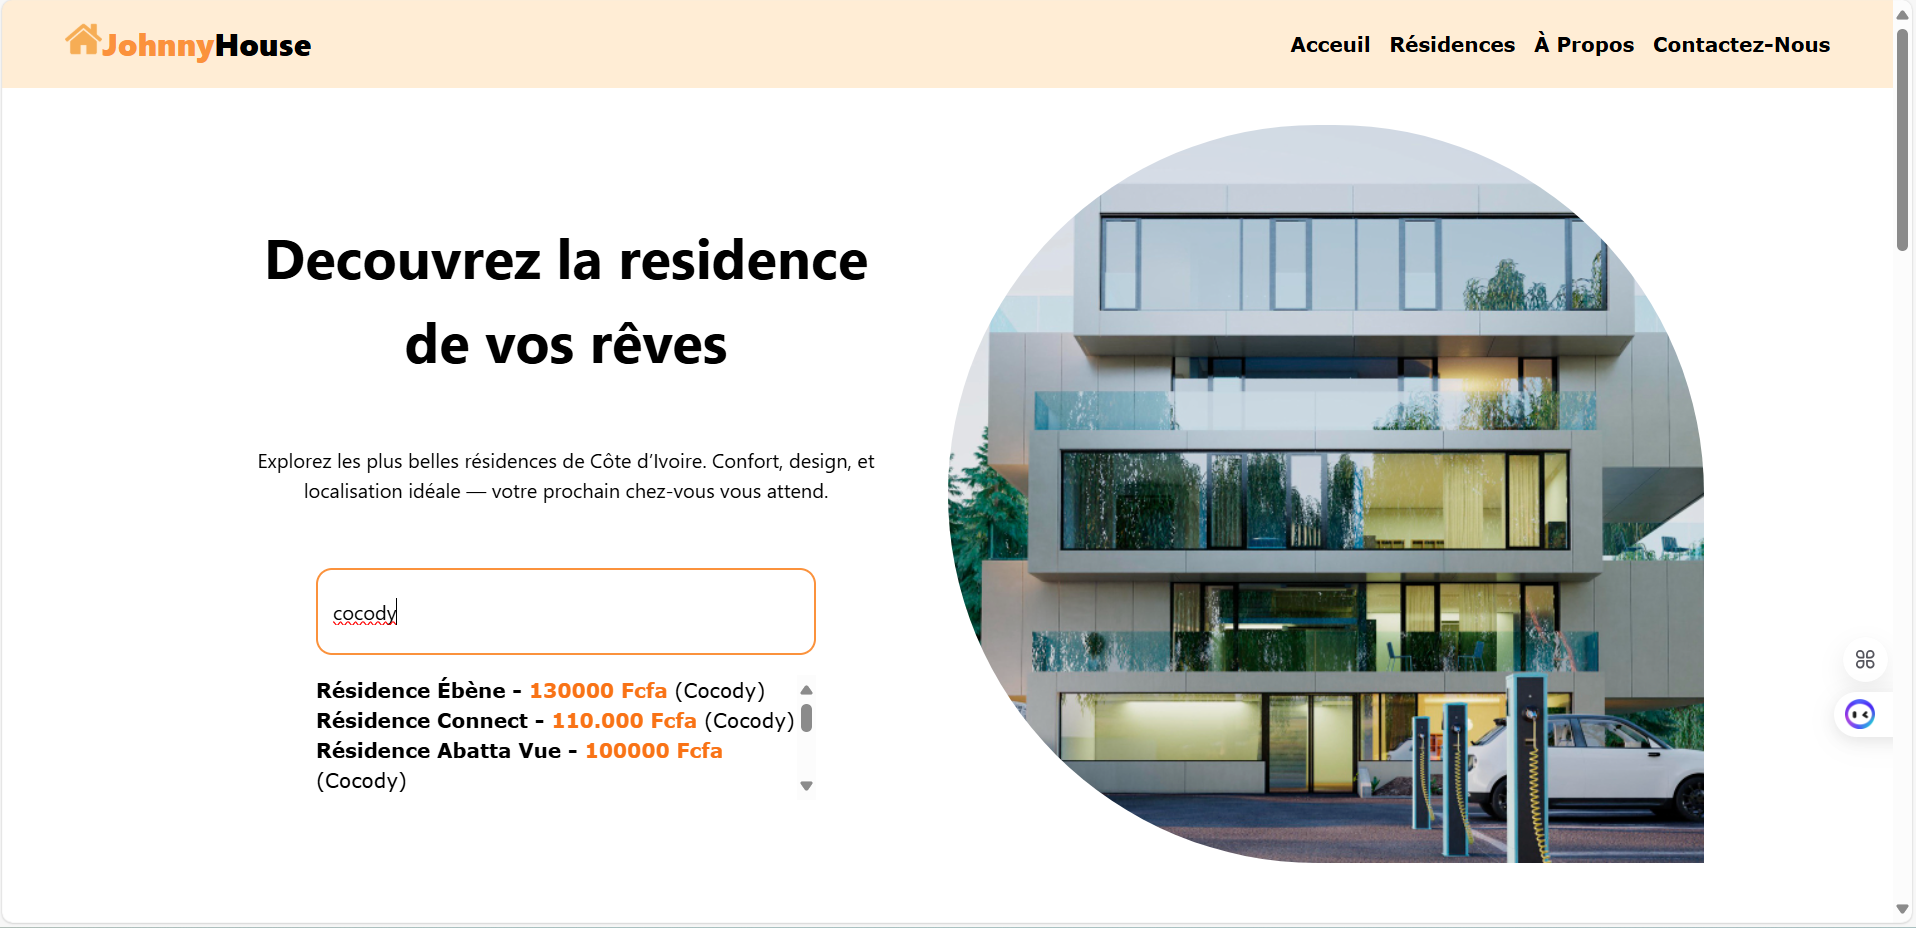 JohnnyHouse
Acceuil Résidences À Propos Contactez-Nous
Decouvrez la residence
de vos rêves
Explorez les plus belles résidences de Côte d’Ivoire. Confort, design, et
localisation idéale — votre prochain chez-vous vous attend.
cocody
Résidence Ébène - 130000 Fcfa (Cocody)
Résidence Connect - 110.000 Fcfa (Cocody)
Résidence Abatta Vue - 100000 Fcfa
(Cocody)